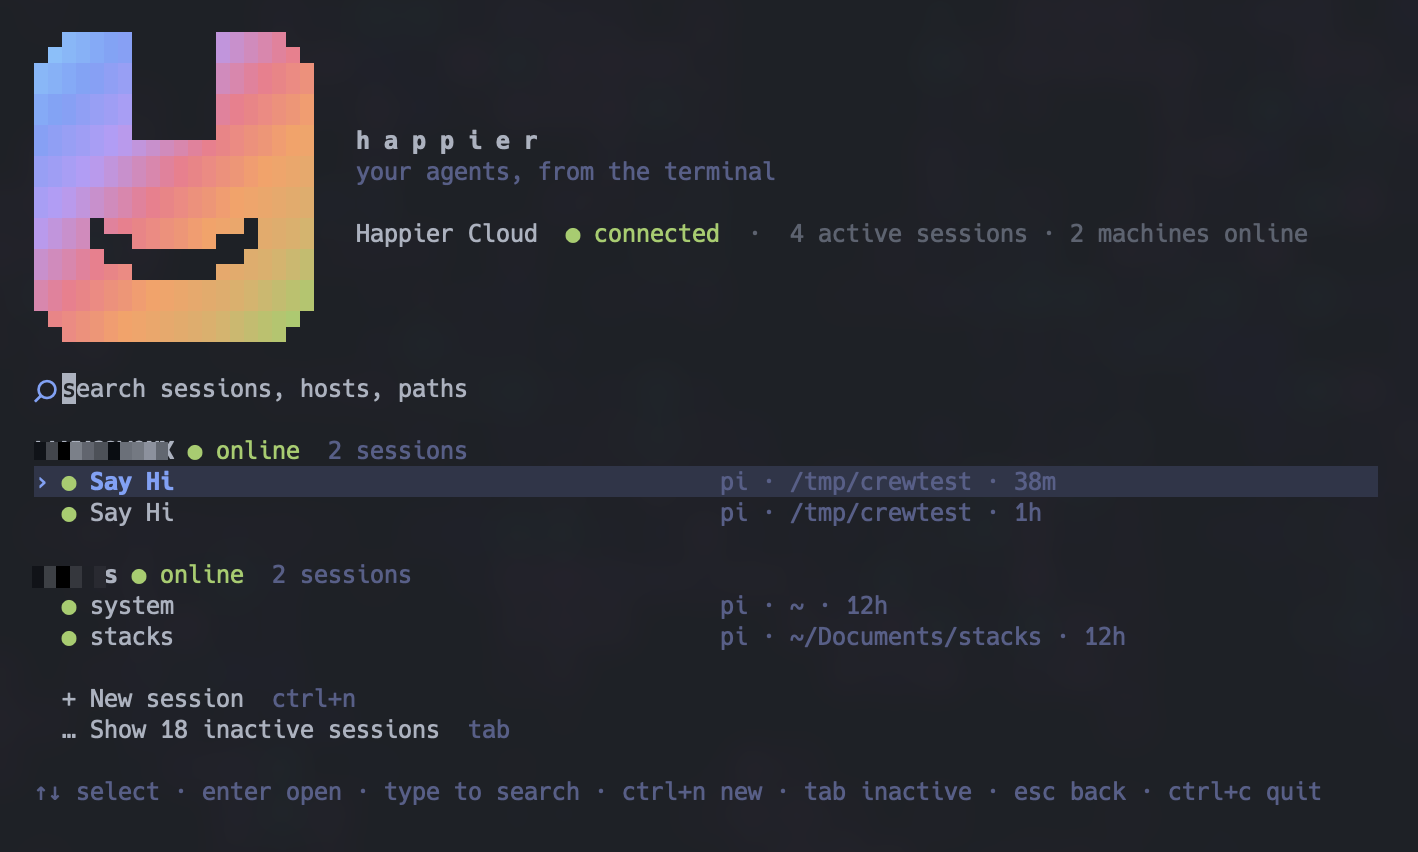 happier
your agents, from the terminal
Happier Cloud ● connected · 4 active sessions · 2 machines online
search sessions, hosts, paths
● online 2 sessions
› ● Say Hi pi · /tmp/crewtest · 38m
● Say Hi pi · /tmp/crewtest · 1h
● online 2 sessions
● system pi · ~ · 12h
● stacks pi · ~/Documents/stacks · 12h
+ New session ctrl+n
… Show 18 inactive sessions tab
↑↓ select · enter open · type to search · ctrl+n new · tab inactive · esc back · ctrl+c quit